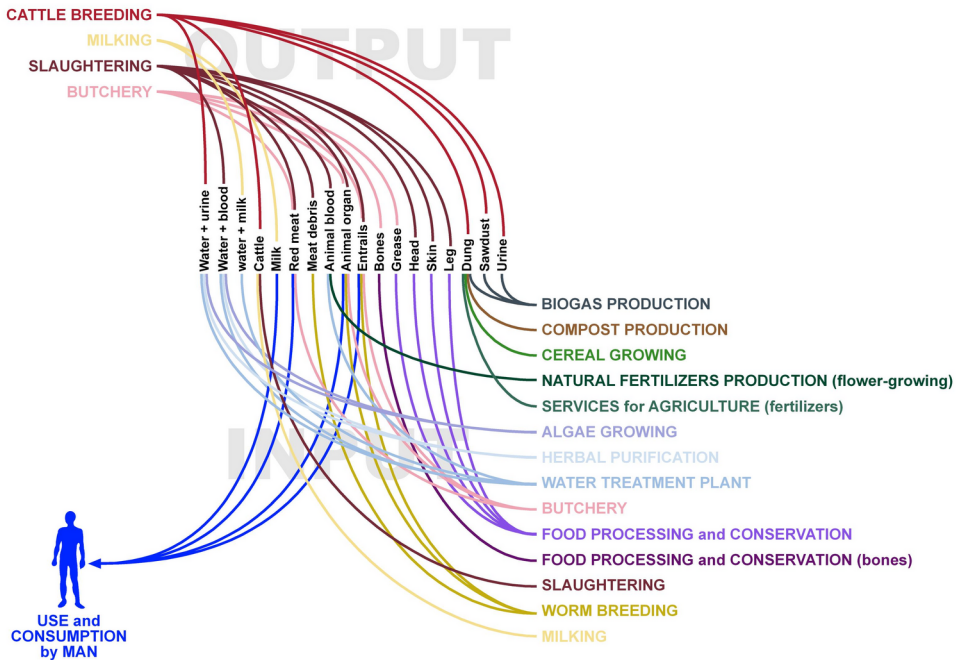 OUTPUT
CATTLE BREEDING
MILKING
SLAUGHTERING
BUTCHERY
Water + urine
Water + blood
water + milk
Cattle
Milk
Red meat
Meat debris
Animal blood
Animal organ
Entrails
Bones
Grease
Head
Skin
Leg
Dung
Sawdust
Urine
BIOGAS PRODUCTION
COMPOST PRODUCTION
CEREAL GROWING
NATURAL FERTILIZERS PRODUCTION (flower-growing)
SERVICES for AGRICULTURE (fertilizers)
ALGAE GROWING
INPUT
HERBAL PURIFICATION
WATER TREATMENT PLANT
BUTCHERY
FOOD PROCESSING and CONSERVATION
FOOD PROCESSING and CONSERVATION (bones)
SLAUGHTERING
WORM BREEDING
MILKING
USE and
CONSUMPTION
by MAN